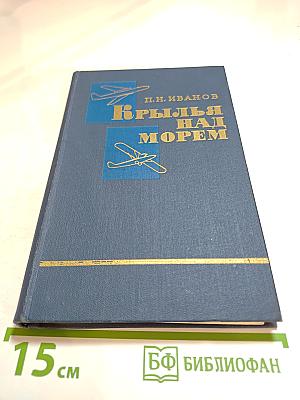 П.Н. ИВАНОВ
КРЫЛЬЯ
НАД
МОРЕМ
15 см
БФ БИБЛИОФАН